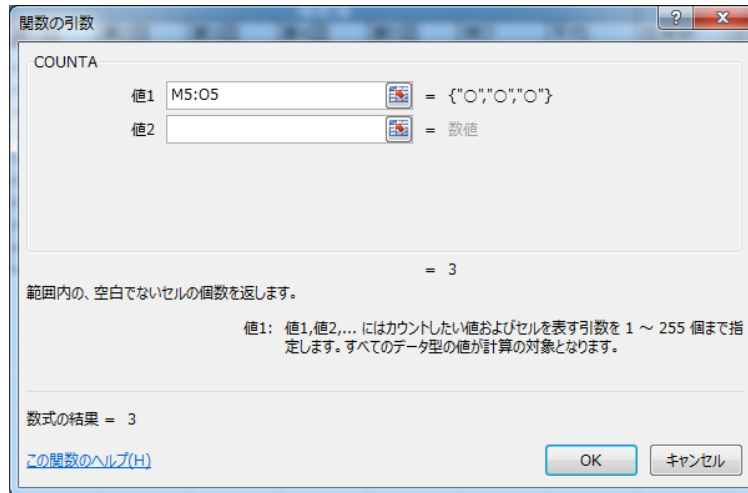 関数の引数
COUNTA
値1 M5:O5 = {"○","○","○"}
値2 = 数値
= 3
範囲内の、空白でないセルの個数を返します。
値1: 値1,値2,... にはカウントしたい値およびセルを表す引数を 1 ～ 255 個まで指
定します。すべてのデータ型の値が計算の対象となります。
数式の結果 = 3
この関数のヘルプ(H)
OK キャンセル